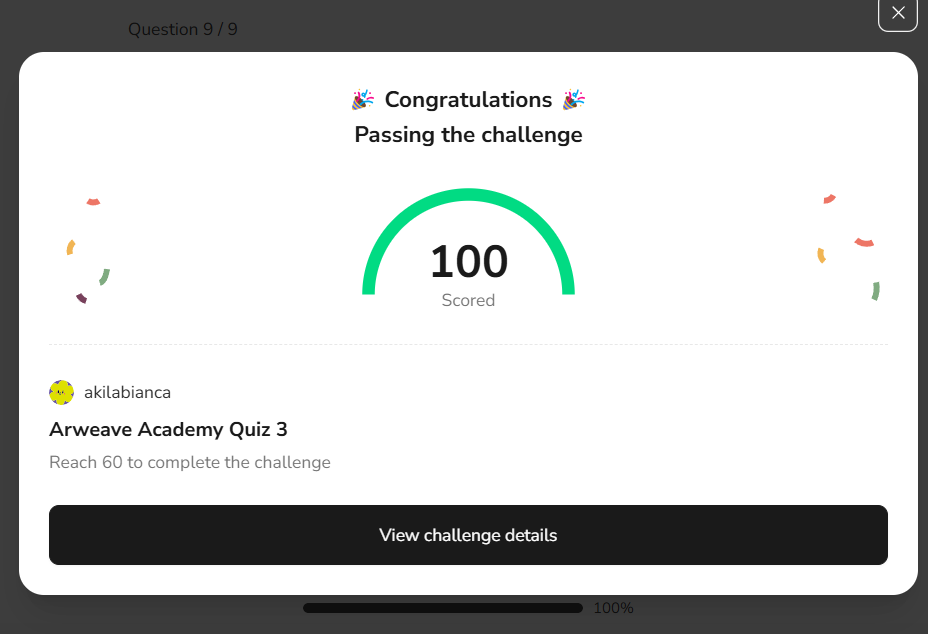 Question 9 / 9
Congratulations
Passing the challenge
100
Scored
akilabianca
Arweave Academy Quiz 3
Reach 60 to complete the challenge
View challenge details
100%